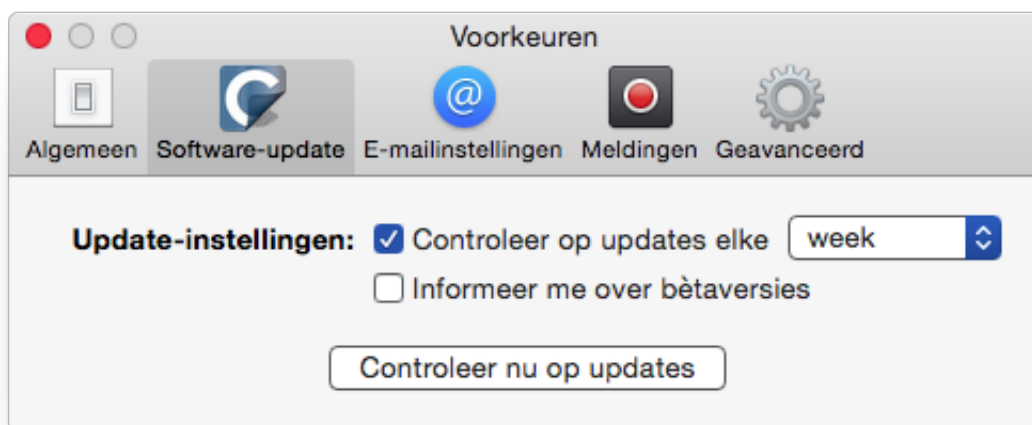 Voorkeuren
Algemeen Software-update E-mailinstellingen Meldingen Geavanceerd
Update-instellingen: Controleer op updates elke week
Informeer me over bètaversies
Controleer nu op updates